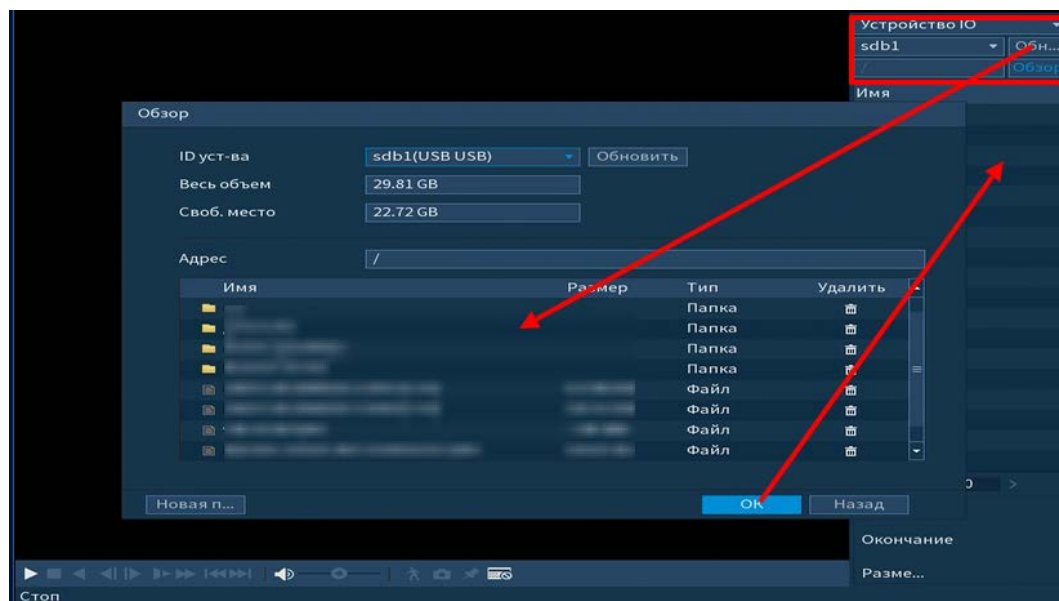 Устройство IO
sdb1 Обн...
/ Обзор
Имя
Обзор
ID уст-ва sdb1(USB USB) Обновить
Весь объем 29.81 GB
Своб. место 22.72 GB
Адрес /
Имя Размер Тип Удалить
Папка
Папка
Папка
Папка
Файл
Файл
Файл
Файл
0 >
Новая п... OK Назад
Окончание
Разме...
Стоп